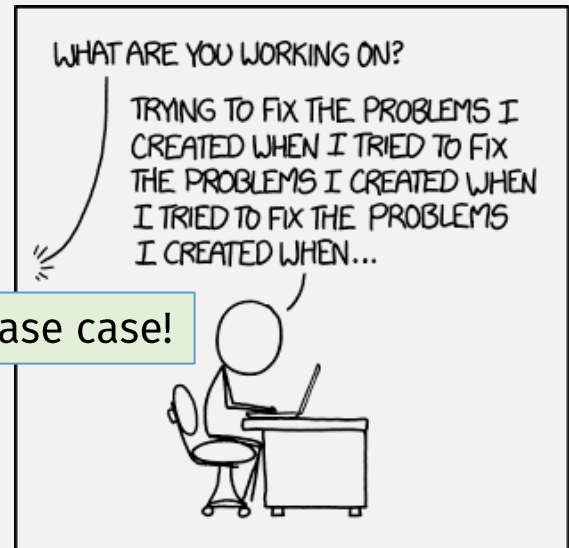 WHAT ARE YOU WORKING ON?
TRYING TO FIX THE PROBLEMS I
CREATED WHEN I TRIED TO FIX
THE PROBLEMS I CREATED WHEN
I TRIED TO FIX THE PROBLEMS
I CREATED WHEN...
ase case!